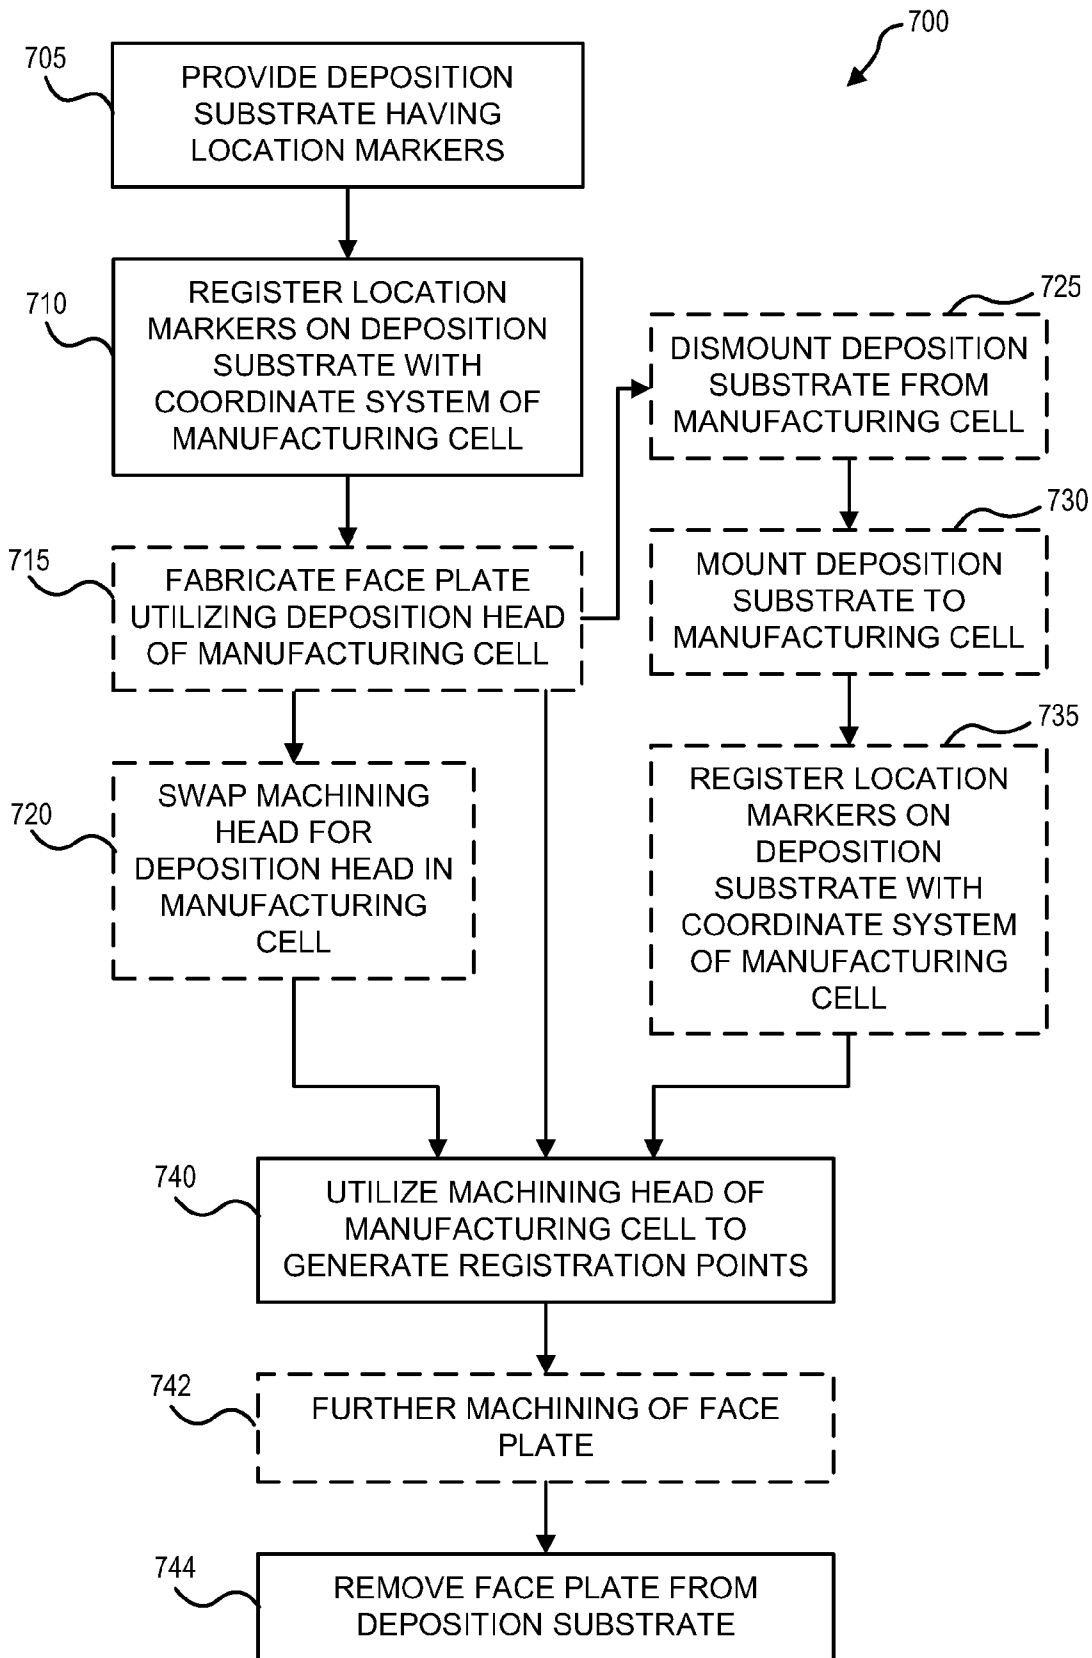 700
705
PROVIDE DEPOSITION
SUBSTRATE HAVING
LOCATION MARKERS
710
REGISTER LOCATION
MARKERS ON DEPOSITION
SUBSTRATE WITH
COORDINATE SYSTEM OF
MANUFACTURING CELL
715
FABRICATE FACE PLATE
UTILIZING DEPOSITION HEAD
OF MANUFACTURING CELL
720
SWAP MACHINING
HEAD FOR
DEPOSITION HEAD IN
MANUFACTURING
CELL
725
DISMOUNT DEPOSITION
SUBSTRATE FROM
MANUFACTURING CELL
730
MOUNT DEPOSITION
SUBSTRATE TO
MANUFACTURING CELL
735
REGISTER LOCATION
MARKERS ON
DEPOSITION
SUBSTRATE WITH
COORDINATE SYSTEM
OF MANUFACTURING
CELL
740
UTILIZE MACHINING HEAD OF
MANUFACTURING CELL TO
GENERATE REGISTRATION POINTS
742
FURTHER MACHINING OF FACE
PLATE
744
REMOVE FACE PLATE FROM
DEPOSITION SUBSTRATE